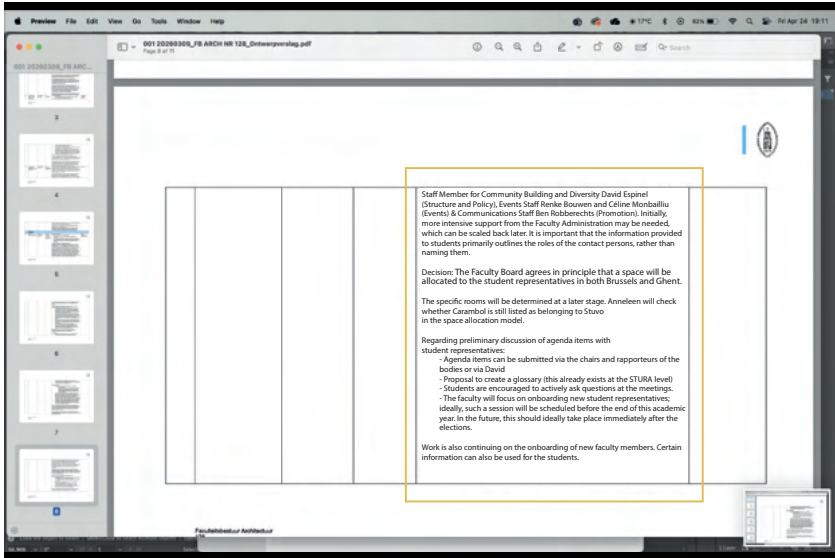 Preview File Edit View Go Tools Window Help
17°C 82% Fri Apr 24 19:11
001 20260309_FB ARCH NR 128_Ontwerpverslag.pdf
Page 8 of 11
Search
001 20260309_FB ARC...
3
4
5
6
7
8
Staff Member for Community Building and Diversity David Espinel
(Structure and Policy), Events Staff Renke Bouwen and Céline Monbailliu
(Events) & Communications Staff Ben Robberechts (Promotion). Initially,
more intensive support from the Faculty Administration may be needed,
which can be scaled back later. It is important that the information provided
to students primarily outlines the roles of the contact persons, rather than
naming them.
Decision: The Faculty Board agrees in principle that a space will be
allocated to the student representatives in both Brussels and Ghent.
The specific rooms will be determined at a later stage. Anneleen will check
whether Carambol is still listed as belonging to Stuvo
in the space allocation model.
Regarding preliminary discussion of agenda items with
student representatives:
- Agenda items can be submitted via the chairs and rapporteurs of the
bodies or via David
- Proposal to create a glossary (this already exists at the STURA level)
- Students are encouraged to actively ask questions at the meetings.
- The faculty will focus on onboarding new student representatives;
ideally, such a session will be scheduled before the end of this academic
year. In the future, this should ideally take place immediately after the
elections.
Work is also continuing on the onboarding of new faculty members. Certain
information can also be used for the students.
Faculteitsbestuur Architectuur